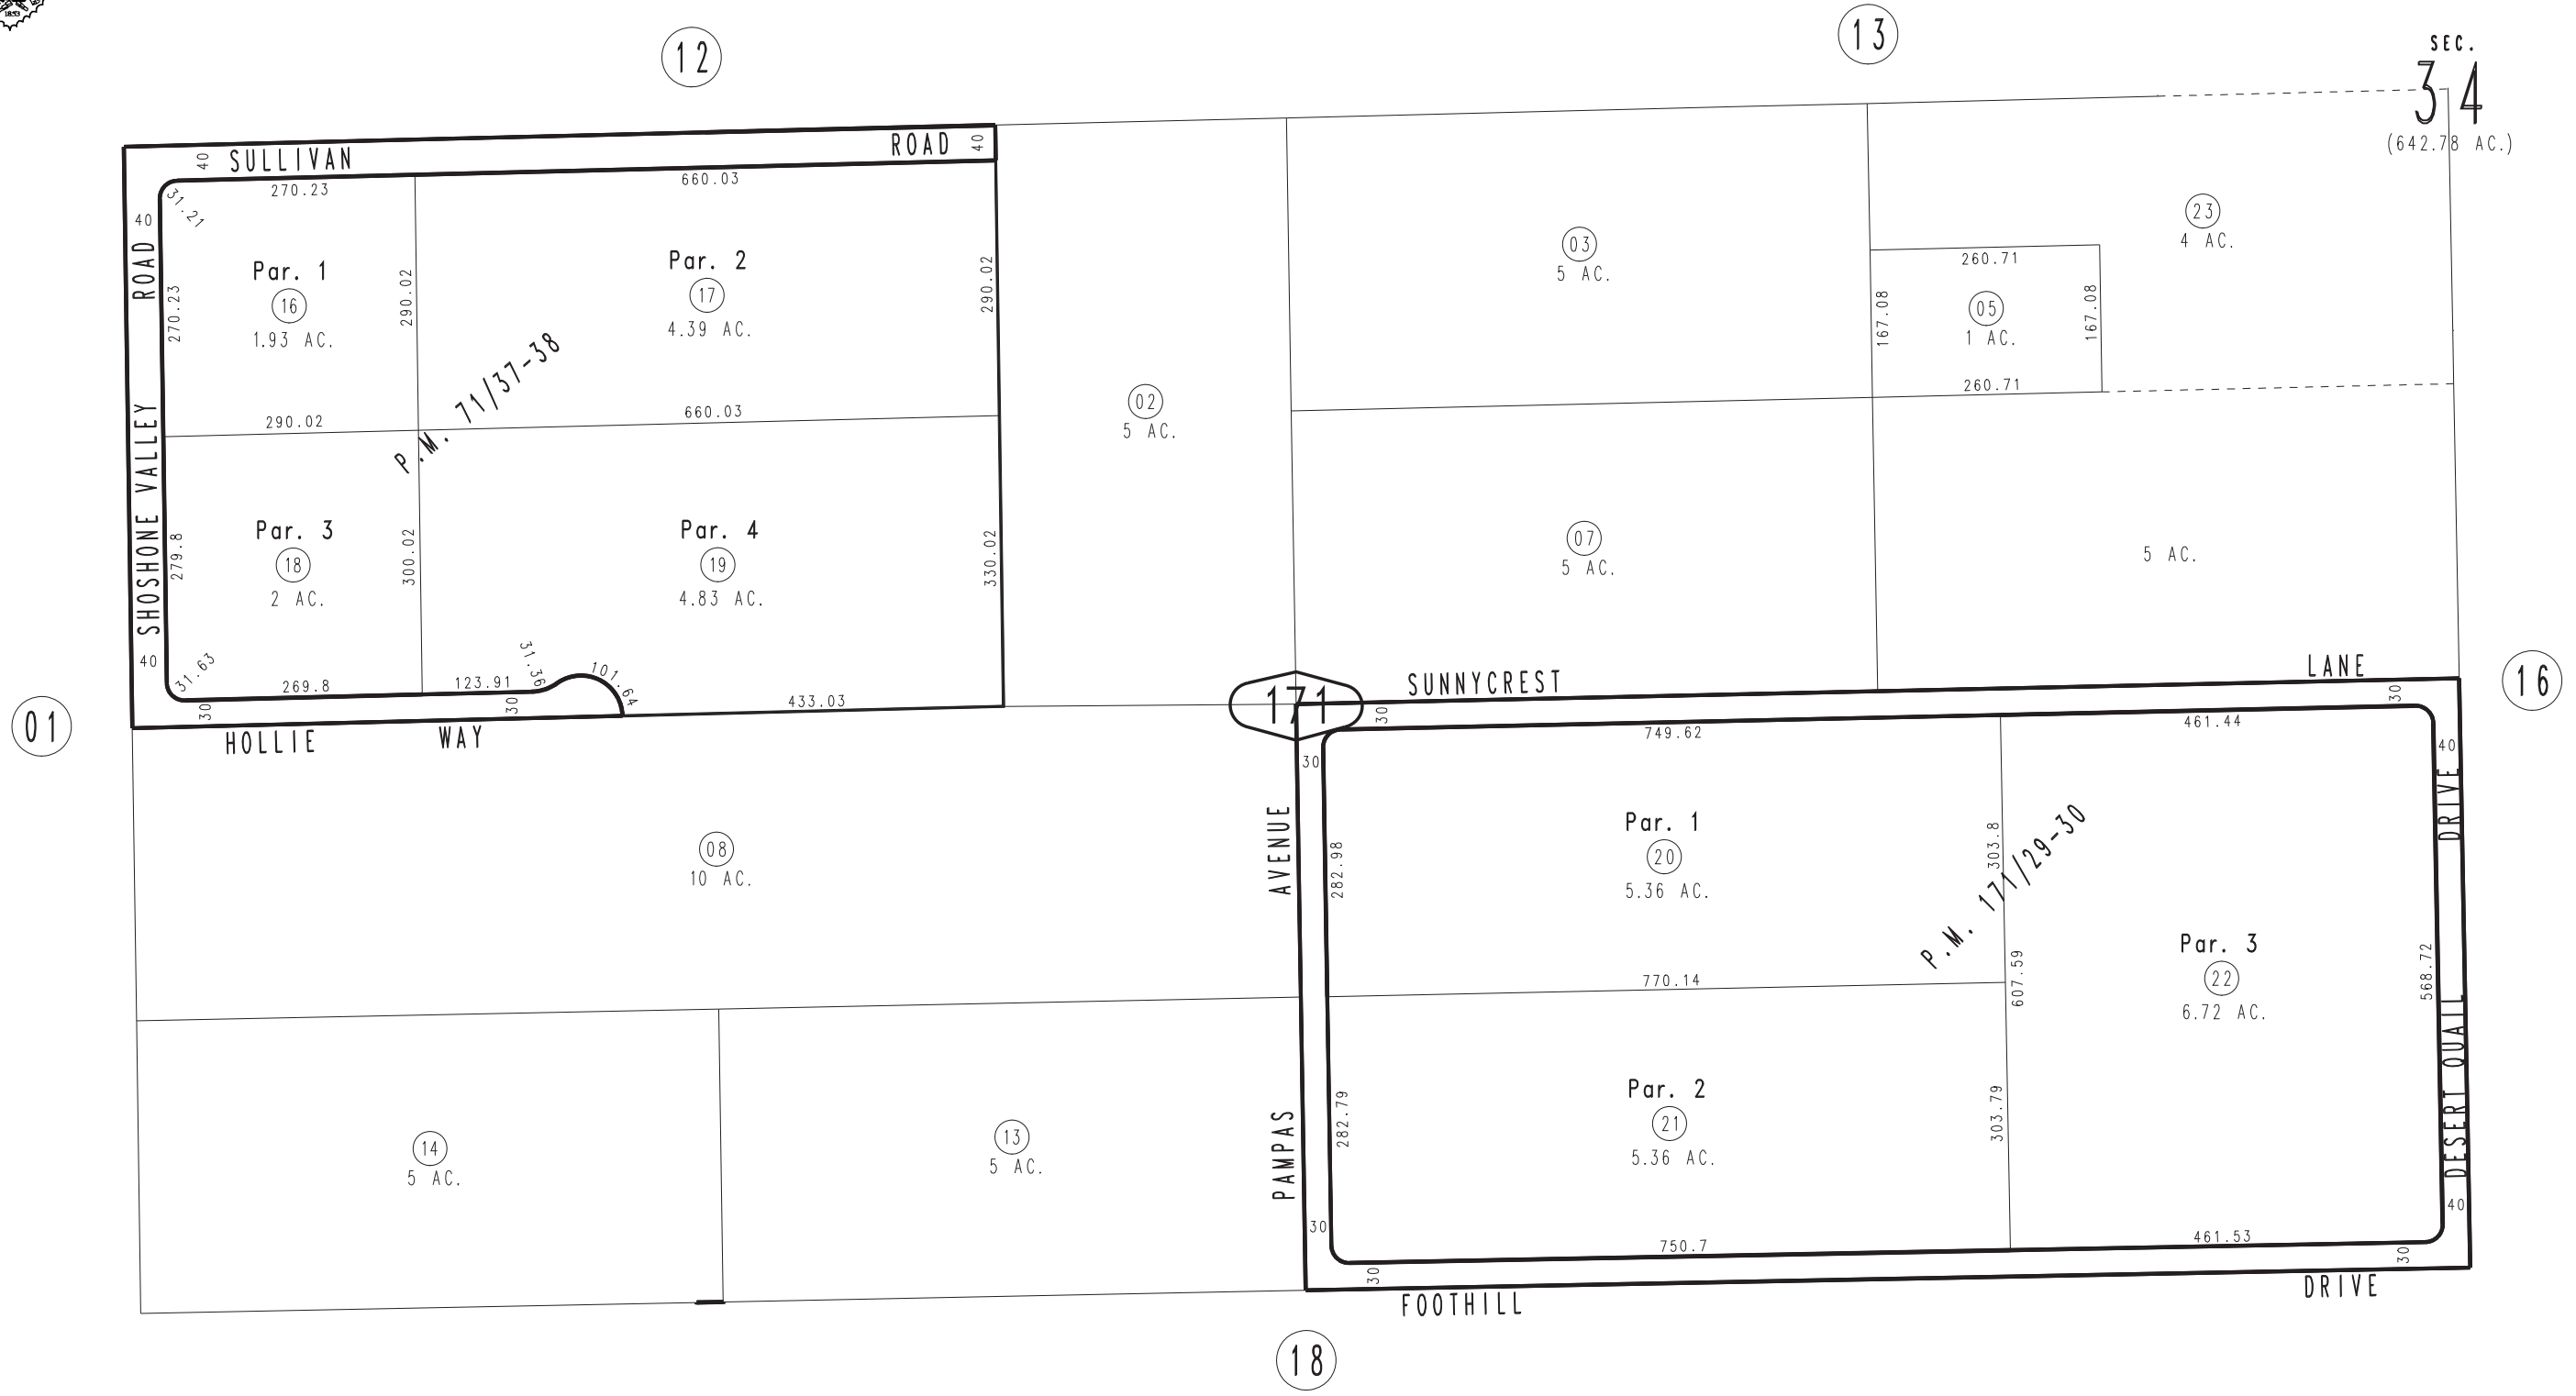 12
13
SEC.
34
(642.78 AC.)
40
SULLIVAN
ROAD
40
270.23
660.03
31.21
40
ROAD
270.23
Par. 1
16
1.93 AC.
290.02
Par. 2
17
4.39 AC.
290.02
P.M. 71/37-38
290.02
660.03
02
5 AC.
03
5 AC.
260.71
167.08
05
1 AC.
167.08
260.71
23
4 AC.
SHOSHONE VALLEY
279.8
Par. 3
18
2 AC.
300.02
Par. 4
19
4.83 AC.
330.02
07
5 AC.
5 AC.
40
31.63
269.8
123.91
31.36
101.64
433.03
30
30
HOLLIE
WAY
01
171
SUNNYCREST
LANE
30
30
16
749.62
461.44
30
40
AVENUE
282.98
Par. 1
20
5.36 AC.
303.8
P.M. 171/29-30
DRIVE
08
10 AC.
770.14
607.59
Par. 3
22
6.72 AC.
568.72
DESERT QUAIL
14
5 AC.
13
5 AC.
PAMPAS
282.79
Par. 2
21
5.36 AC.
303.79
30
40
750.7
461.53
30
30
FOOTHILL
DRIVE
18